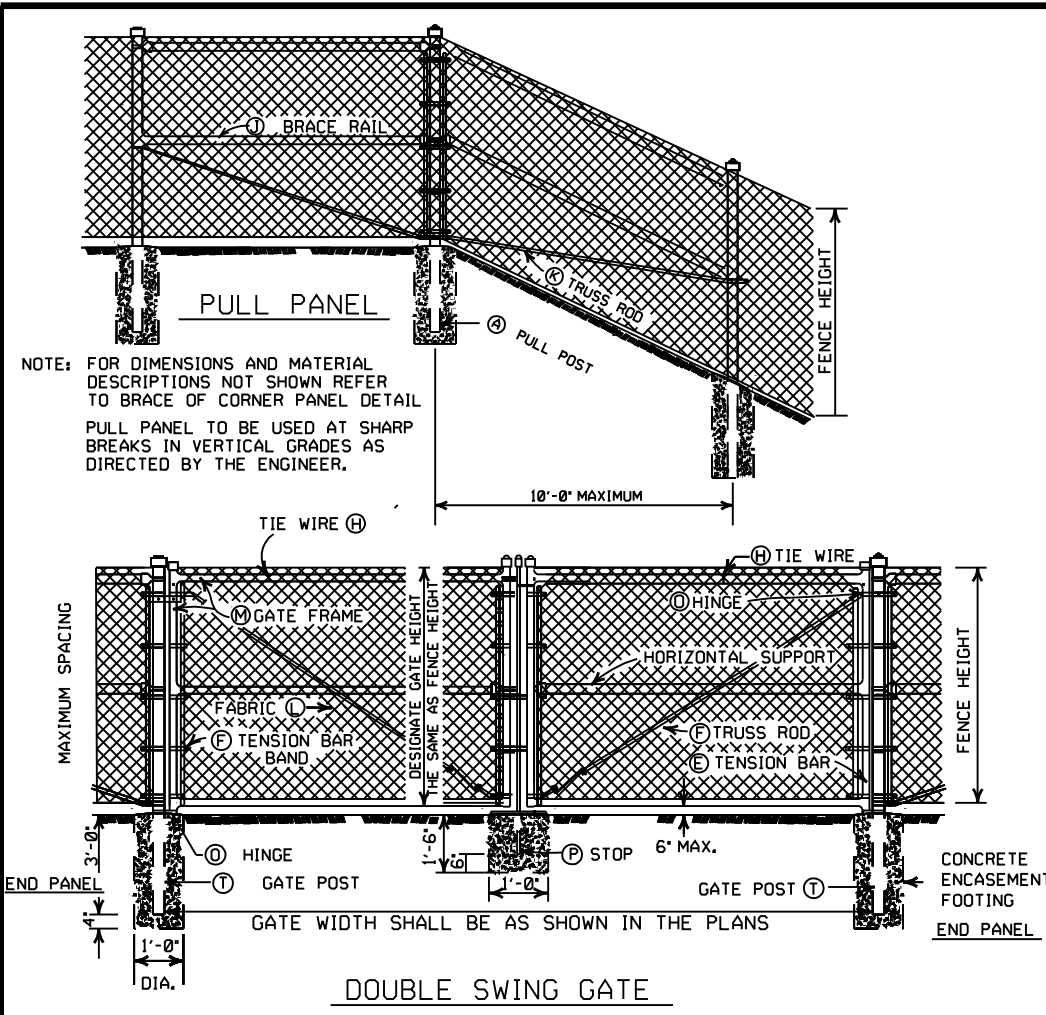 Ⓙ BRACE RAIL
Ⓚ TRUSS ROD
FENCE HEIGHT
PULL PANEL
Ⓐ PULL POST
NOTE: FOR DIMENSIONS AND MATERIAL
DESCRIPTIONS NOT SHOWN REFER
TO BRACE OF CORNER PANEL DETAIL
PULL PANEL TO BE USED AT SHARP
BREAKS IN VERTICAL GRADES AS
DIRECTED BY THE ENGINEER.
10'-0" MAXIMUM
TIE WIRE Ⓗ
Ⓗ TIE WIRE
MAXIMUM SPACING
Ⓜ GATE FRAME
DESIGNATE GATE HEIGHT
THE SAME AS FENCE HEIGHT
Ⓞ HINGE
HORIZONTAL SUPPORT
FENCE HEIGHT
FABRIC Ⓛ
Ⓕ TENSION BAR
BAND
Ⓕ TRUSS ROD
Ⓔ TENSION BAR
3'-0"
Ⓞ HINGE
1'-6"
6"
Ⓟ STOP
6" MAX.
CONCRETE
ENCASEMENT
FOOTING
END PANEL
Ⓣ GATE POST
1'-0"
GATE POST Ⓣ
END PANEL
4"
GATE WIDTH SHALL BE AS SHOWN IN THE PLANS
1'-0"
DIA.
DOUBLE SWING GATE